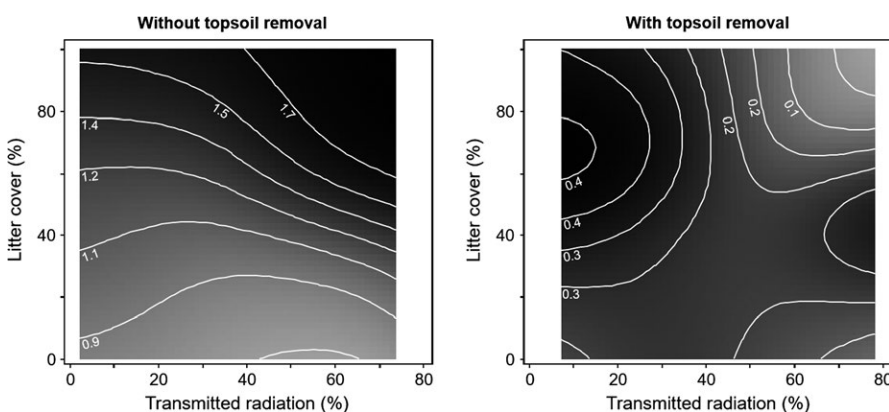 Without topsoil removal
With topsoil removal
Litter cover (%)
80
40
0
1.7
1.5
1.4
1.2
1.1
0.9
0 20 40 60 80
Transmitted radiation (%)
Litter cover (%)
80
40
0
0.4
0.4
0.3
0.3
0.2
0.2
0.1
0 20 40 60 80
Transmitted radiation (%)